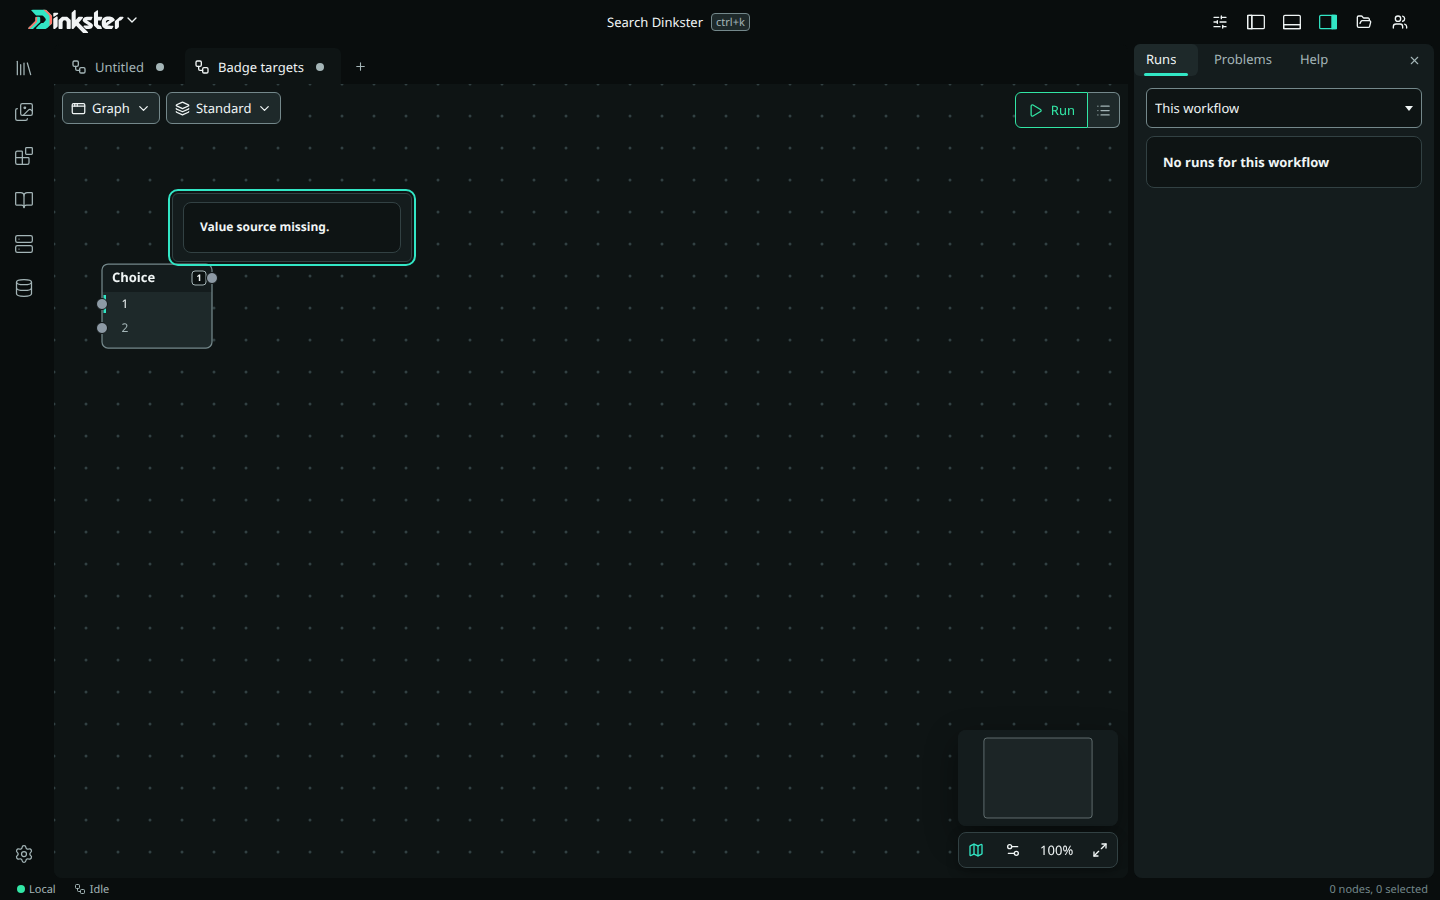 Dinkster
Search Dinkster ctrl+k
Untitled
Badge targets
Graph
Standard
Run
Value source missing.
Choice 1
1
2
100%
Runs Problems Help
This workflow
No runs for this workflow
Local
Idle
0 nodes, 0 selected